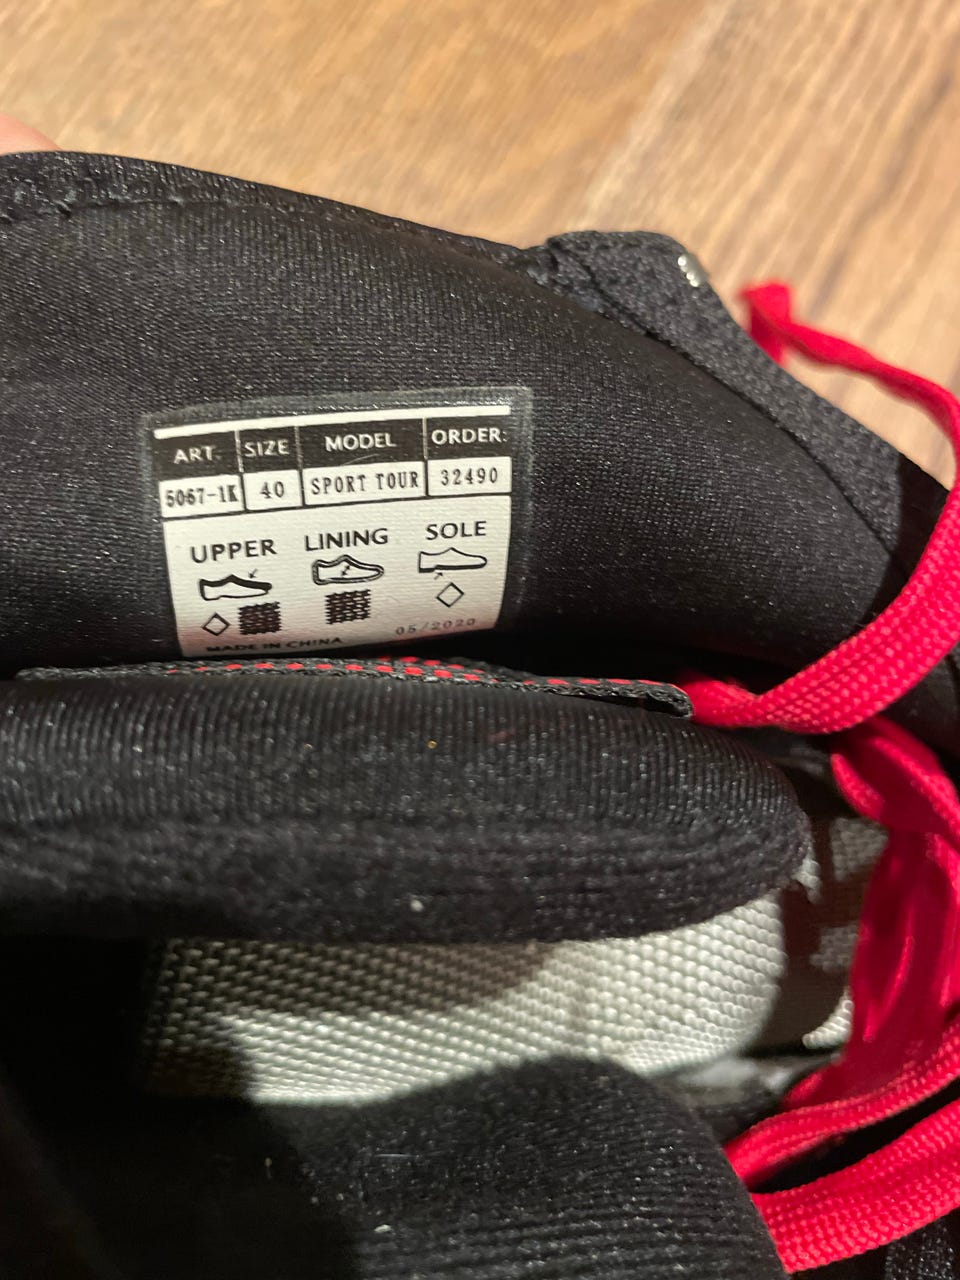 ART. SIZE MODEL ORDER:
5067-1K 40 SPORT TOUR 32490
UPPER LINING SOLE
05/2020
MADE IN CHINA